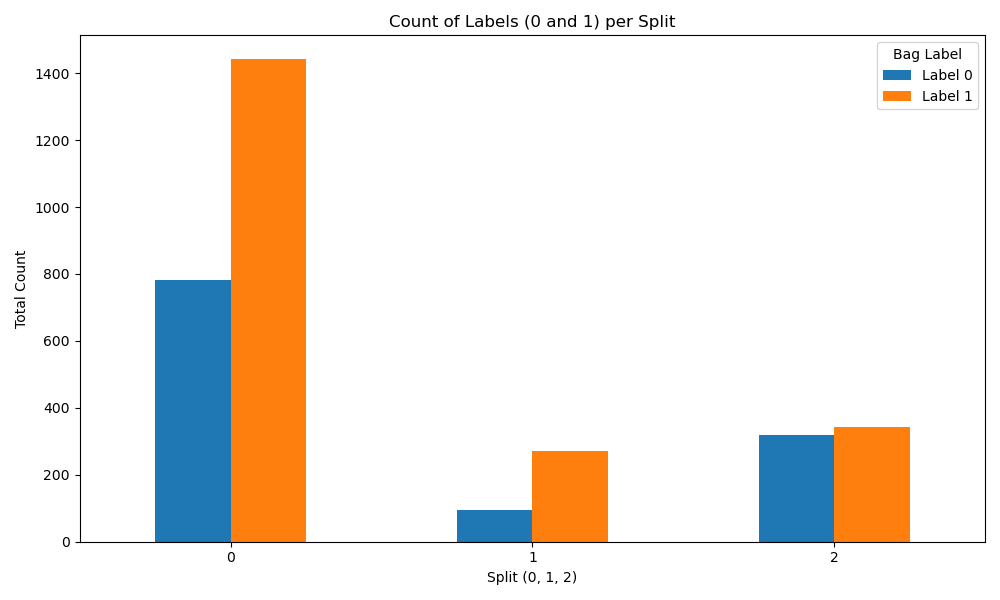 Count of Labels (0 and 1) per Split
Bag Label
Label 0
Label 1
Total Count
1400
1200
1000
800
600
400
200
0
0 1 2
Split (0, 1, 2)